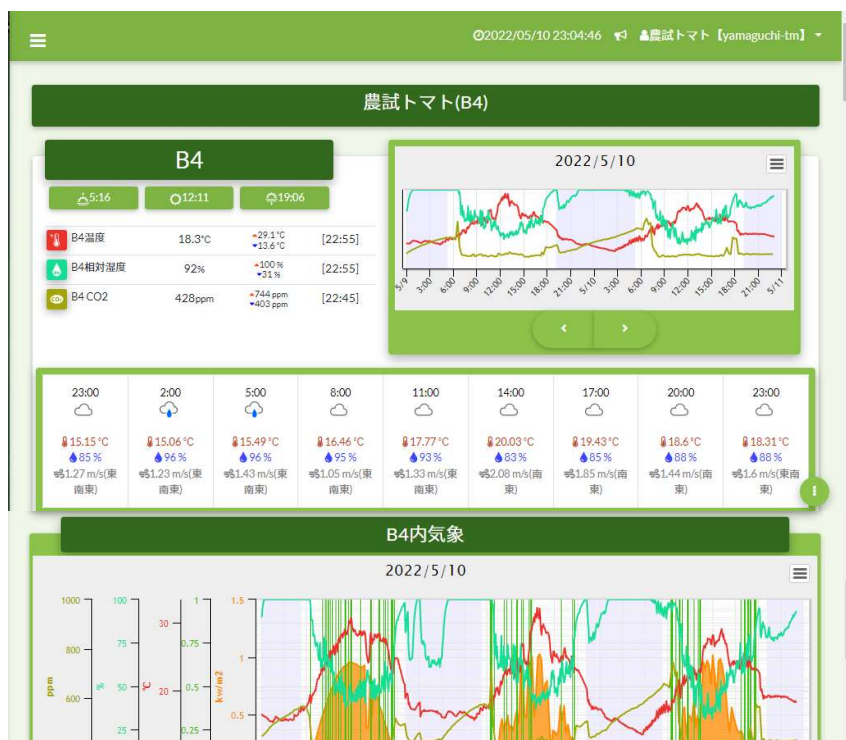 2022/05/10 23:04:46 農試トマト【yamaguchi-tm】
農試トマト(B4)
B4
5:16 12:11 19:06
B4温度 18.3°C 29.1°C 13.6°C [22:55]
B4相対湿度 92% 100% 31% [22:55]
B4 CO2 428ppm 744 ppm 403 ppm [22:45]
2022/5/10
5/9 3:00 6:00 9:00 12:00 15:00 18:00 21:00 5/10 3:00 6:00 9:00 12:00 15:00 18:00 21:00 5/11
23:00 2:00 5:00 8:00 11:00 14:00 17:00 20:00 23:00
15.15 °C 15.06 °C 15.49 °C 16.46 °C 17.77 °C 20.03 °C 19.43 °C 18.6 °C 18.31 °C
85 % 96 % 96 % 95 % 93 % 83 % 85 % 88 % 88 %
1.27 m/s(東南東) 1.23 m/s(東南東) 1.43 m/s(東南東) 1.05 m/s(東南東) 1.33 m/s(東南東) 2.08 m/s(南東) 1.85 m/s(南東) 1.44 m/s(南東) 1.6 m/s(東南東)
B4内気象
2022/5/10
1000 100 1 1.5
30
800 75 0.75
1
ppm % °C kw/m2
600 50 20 0.5
0.5
25 0.25